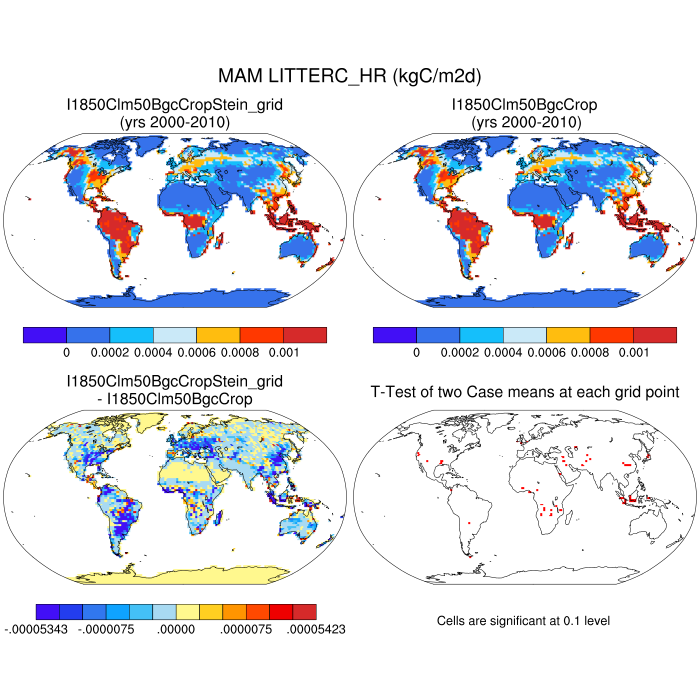 MAM LITTERC_HR (kgC/m2d)
I1850Clm50BgcCropStein_grid
(yrs 2000-2010)
I1850Clm50BgcCrop
(yrs 2000-2010)
0 0.0002 0.0004 0.0006 0.0008 0.001
0 0.0002 0.0004 0.0006 0.0008 0.001
I1850Clm50BgcCropStein_grid
- I1850Clm50BgcCrop
T-Test of two Case means at each grid point
-.00005343 -.0000075 .00000 .0000075 .00005423
Cells are significant at 0.1 level